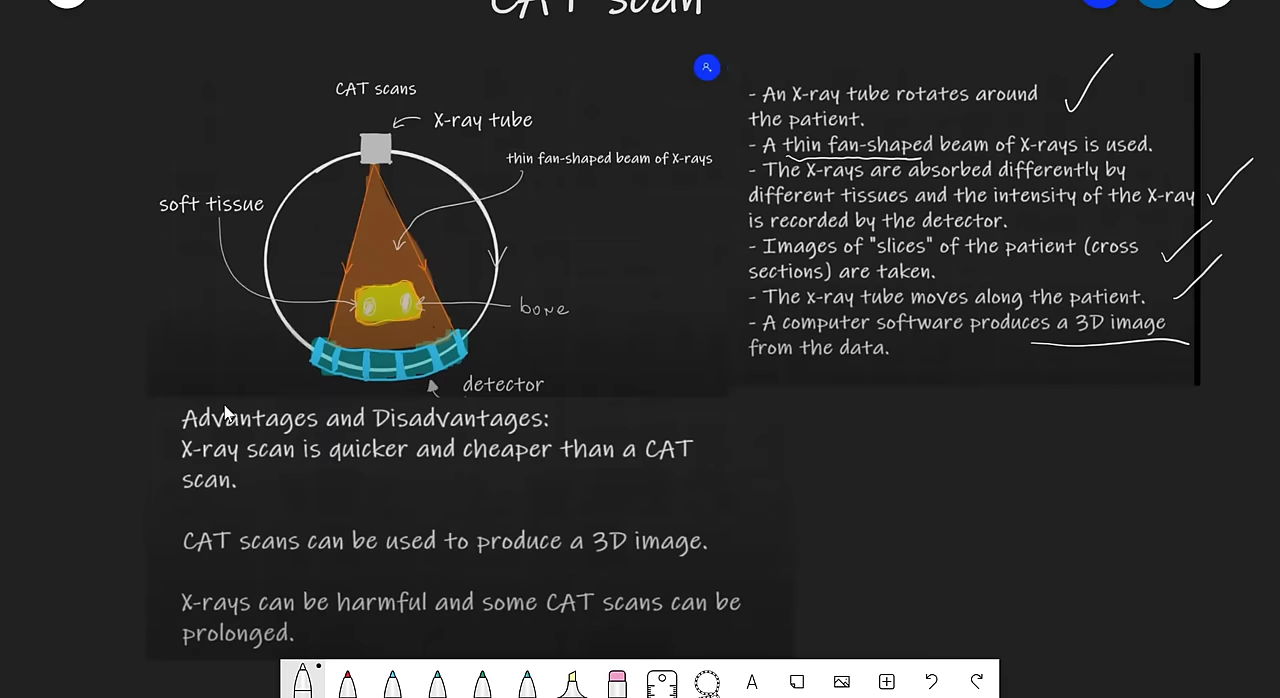 CAT scan
CAT scans
X-ray tube
thin fan-shaped beam of X-rays
soft tissue
bone
detector
- An X-ray tube rotates around
the patient.
- A thin fan-shaped beam of X-rays is used.
- The X-rays are absorbed differently by
different tissues and the intensity of the X-ray
is recorded by the detector.
- Images of "slices" of the patient (cross
sections) are taken.
- The x-ray tube moves along the patient.
- A computer software produces a 3D image
from the data.
Advantages and Disadvantages:
X-ray scan is quicker and cheaper than a CAT
scan.
CAT scans can be used to produce a 3D image.
X-rays can be harmful and some CAT scans can be
prolonged.
A